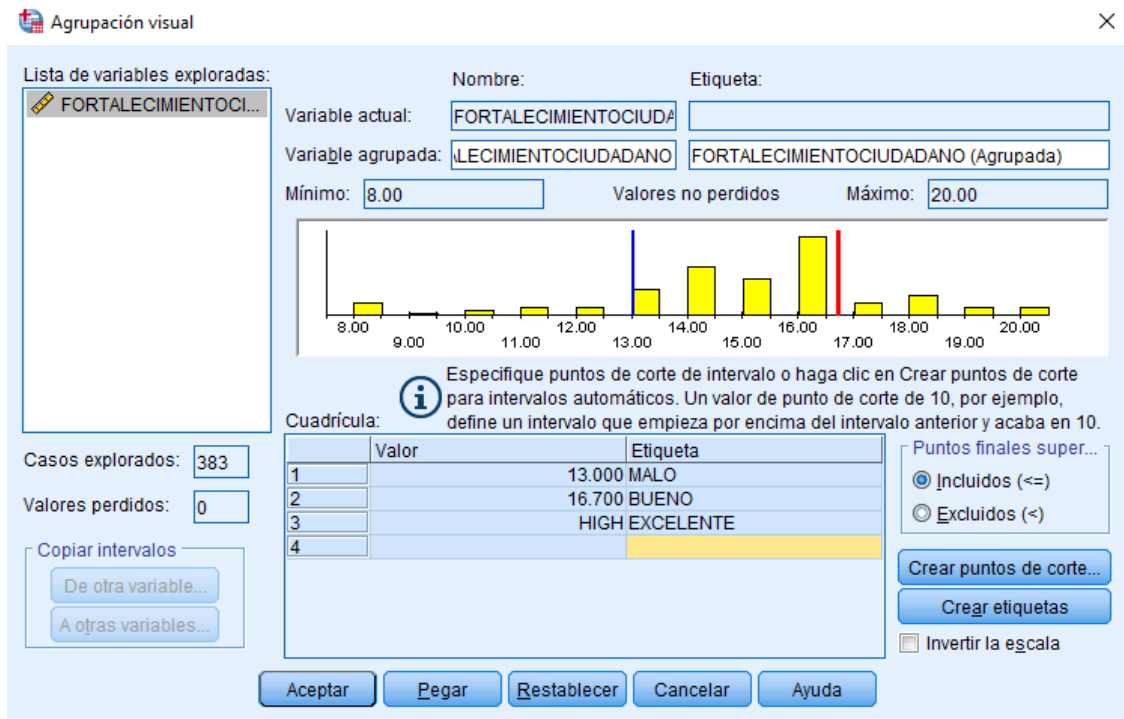 Agrupación visual
Lista de variables exploradas:
FORTALECIMIENTOCI...
Nombre:
Etiqueta:
Variable actual:
FORTALECIMIENTOCIUDA
Variable agrupada:
LECIMIENTOCIUDADANO
FORTALECIMIENTOCIUDADANO (Agrupada)
Mínimo:
8.00
Valores no perdidos
Máximo:
20.00
8.00 10.00 12.00 14.00 16.00 18.00 20.00
9.00 11.00 13.00 15.00 17.00 19.00
Especifique puntos de corte de intervalo o haga clic en Crear puntos de corte
para intervalos automáticos. Un valor de punto de corte de 10, por ejemplo,
define un intervalo que empieza por encima del intervalo anterior y acaba en 10.
Cuadrícula:
Valor Etiqueta
1 13.000 MALO
2 16.700 BUENO
3 HIGH EXCELENTE
4
Casos explorados: 383
Valores perdidos: 0
Copiar intervalos
De otra variable...
A otras variables...
Puntos finales super...
Incluidos (<=)
Excluidos (<)
Crear puntos de corte...
Crear etiquetas
Invertir la escala
Aceptar Pegar Restablecer Cancelar Ayuda